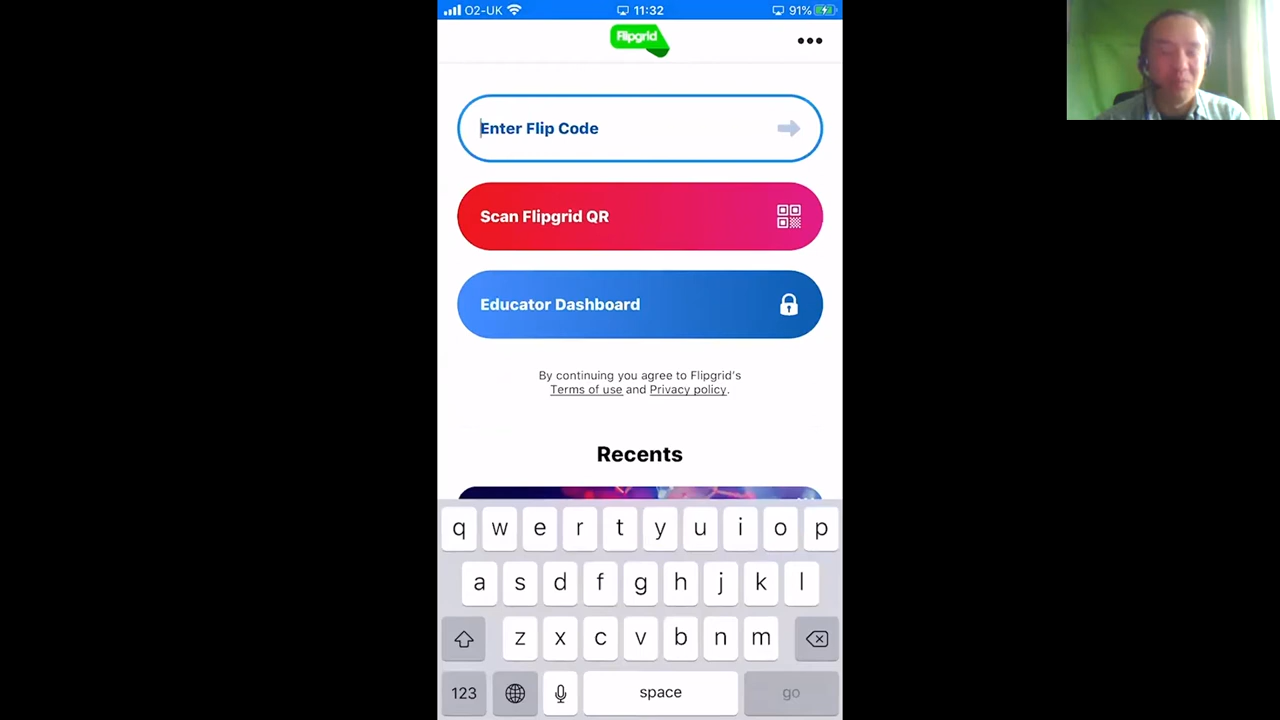 O2-UK 11:32 91%
Flipgrid
Enter Flip Code
Scan Flipgrid QR
Educator Dashboard
By continuing you agree to Flipgrid's
Terms of use and Privacy policy.
Recents
q w e r t y u i o p
a s d f g h j k l
z x c v b n m
123 space go